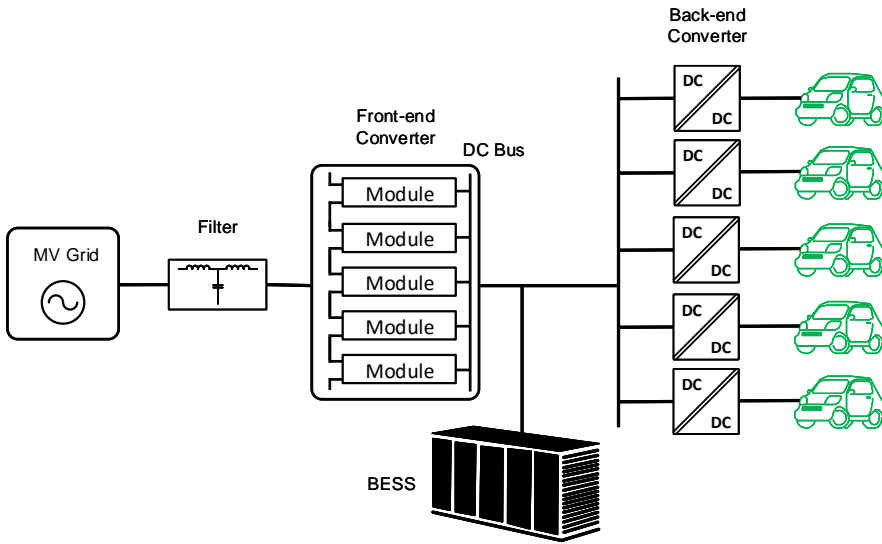 Back-end
Converter
Front-end
Converter
DC Bus
Filter
MV Grid
Module
Module
Module
Module
Module
BESS
DC
DC
DC
DC
DC
DC
DC
DC
DC
DC